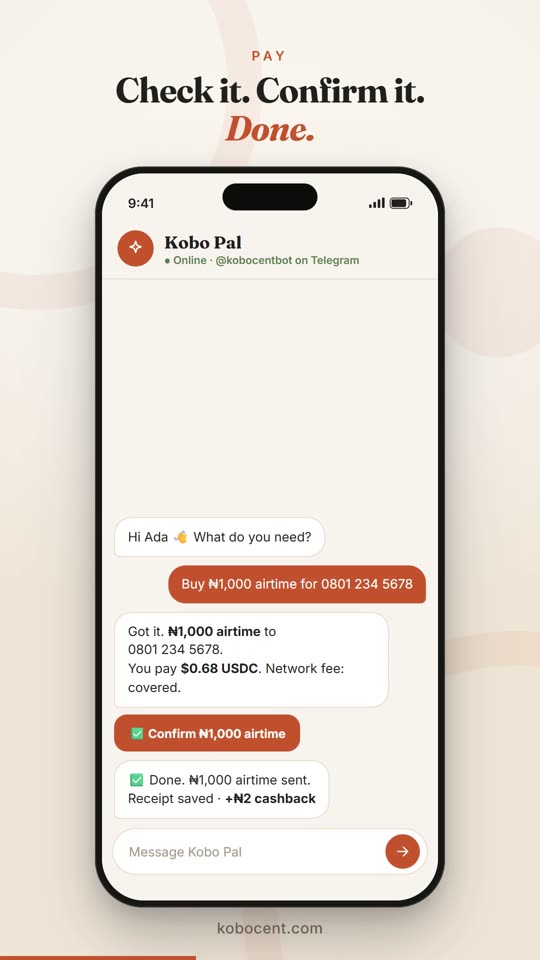 PAY
Check it. Confirm it.
Done.
9:41
Kobo Pal
● Online · @kobocentbot on Telegram
Hi Ada 👋 What do you need?
Buy ₦1,000 airtime for 0801 234 5678
Got it. ₦1,000 airtime to
0801 234 5678.
You pay $0.68 USDC. Network fee:
covered.
✅ Confirm ₦1,000 airtime
✅ Done. ₦1,000 airtime sent.
Receipt saved · +₦2 cashback
Message Kobo Pal
kobocent.com